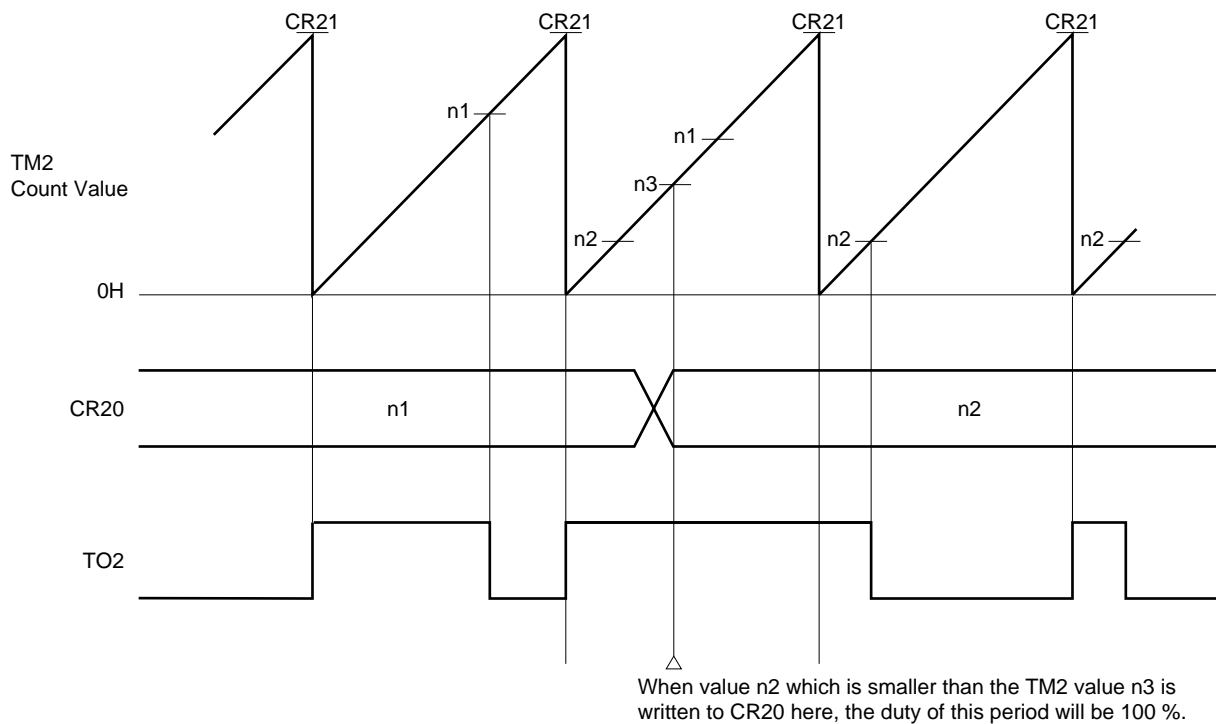 CR21 CR21 CR21 CR21
n1
n1
TM2
Count Value
n3
n2 n2 n2
0H
CR20 n1 n2
TO2
When value n2 which is smaller than the TM2 value n3 is
written to CR20 here, the duty of this period will be 100 %.